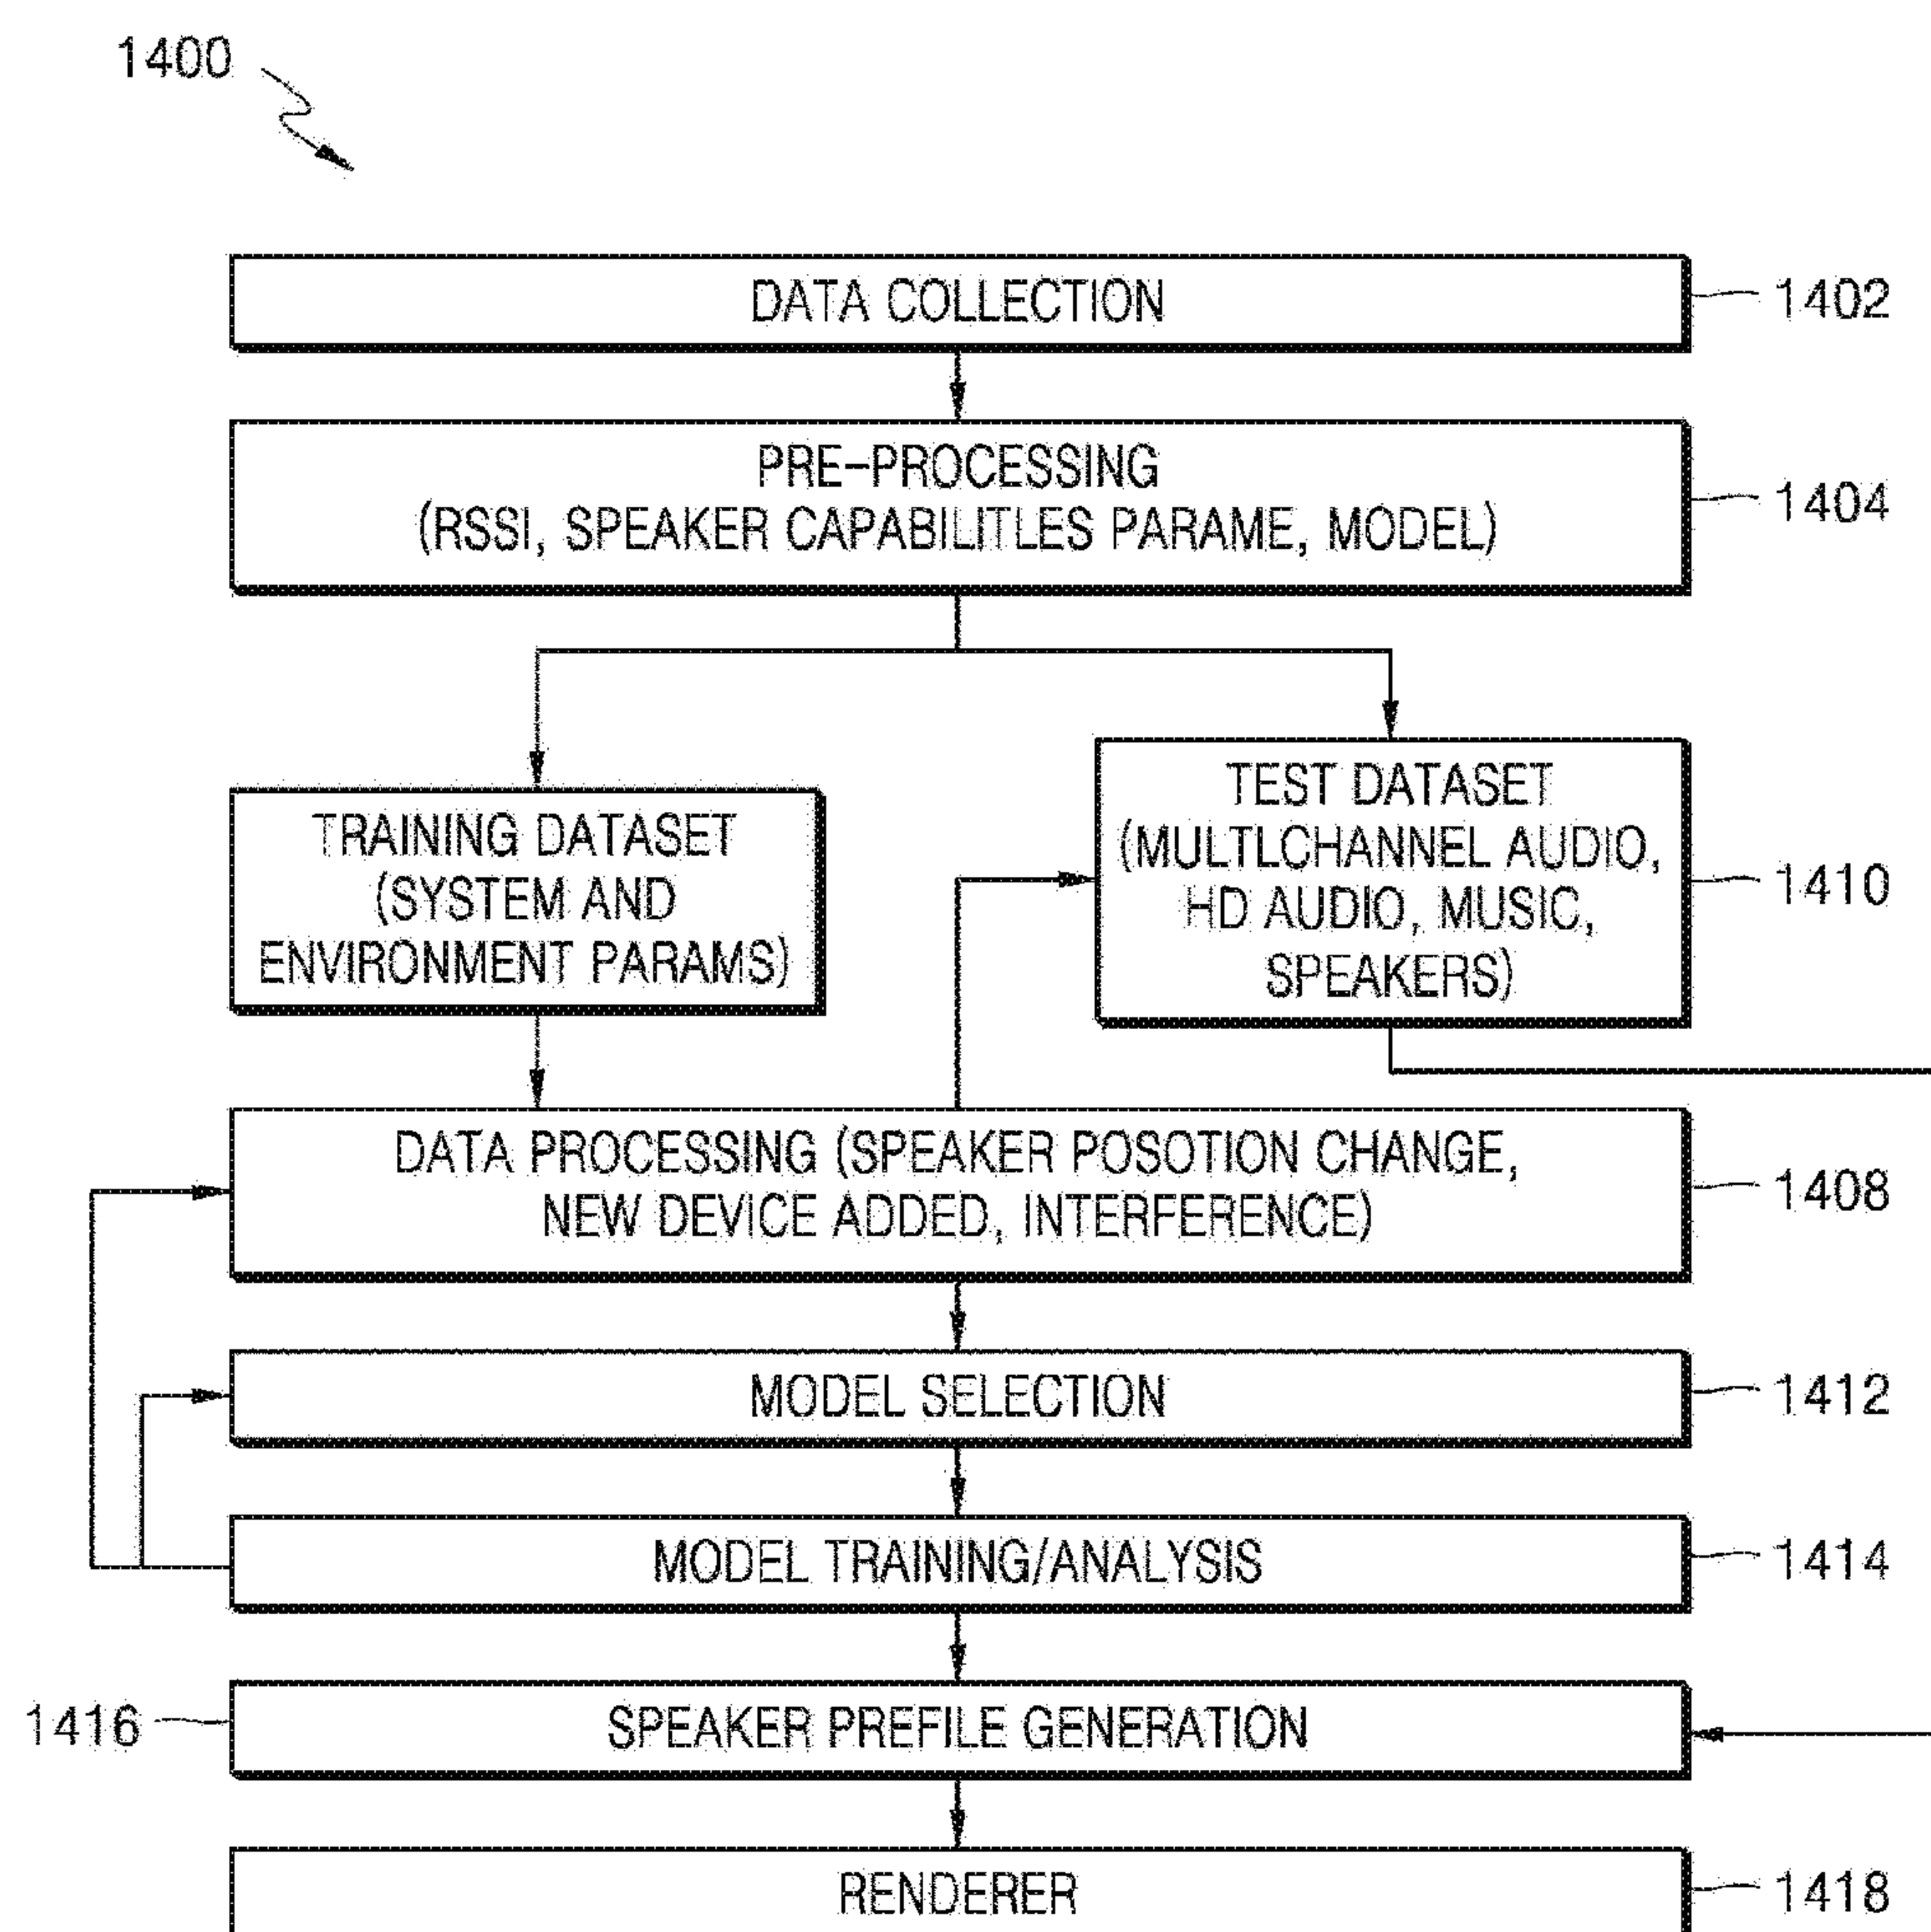 1400
DATA COLLECTION
1402
PRE-PROCESSING
(RSSI, SPEAKER CAPABILITLES PARAME, MODEL)
1404
TRAINING DATASET
(SYSTEM AND
ENVIRONMENT PARAMS)
TEST DATASET
(MULTLCHANNEL AUDIO,
HD AUDIO, MUSIC,
SPEAKERS)
1410
DATA PROCESSING (SPEAKER POSOTION CHANGE,
NEW DEVICE ADDED, INTERFERENCE)
1408
MODEL SELECTION
1412
MODEL TRAINING/ANALYSIS
1414
1416
SPEAKER PREFILE GENERATION
RENDERER
1418